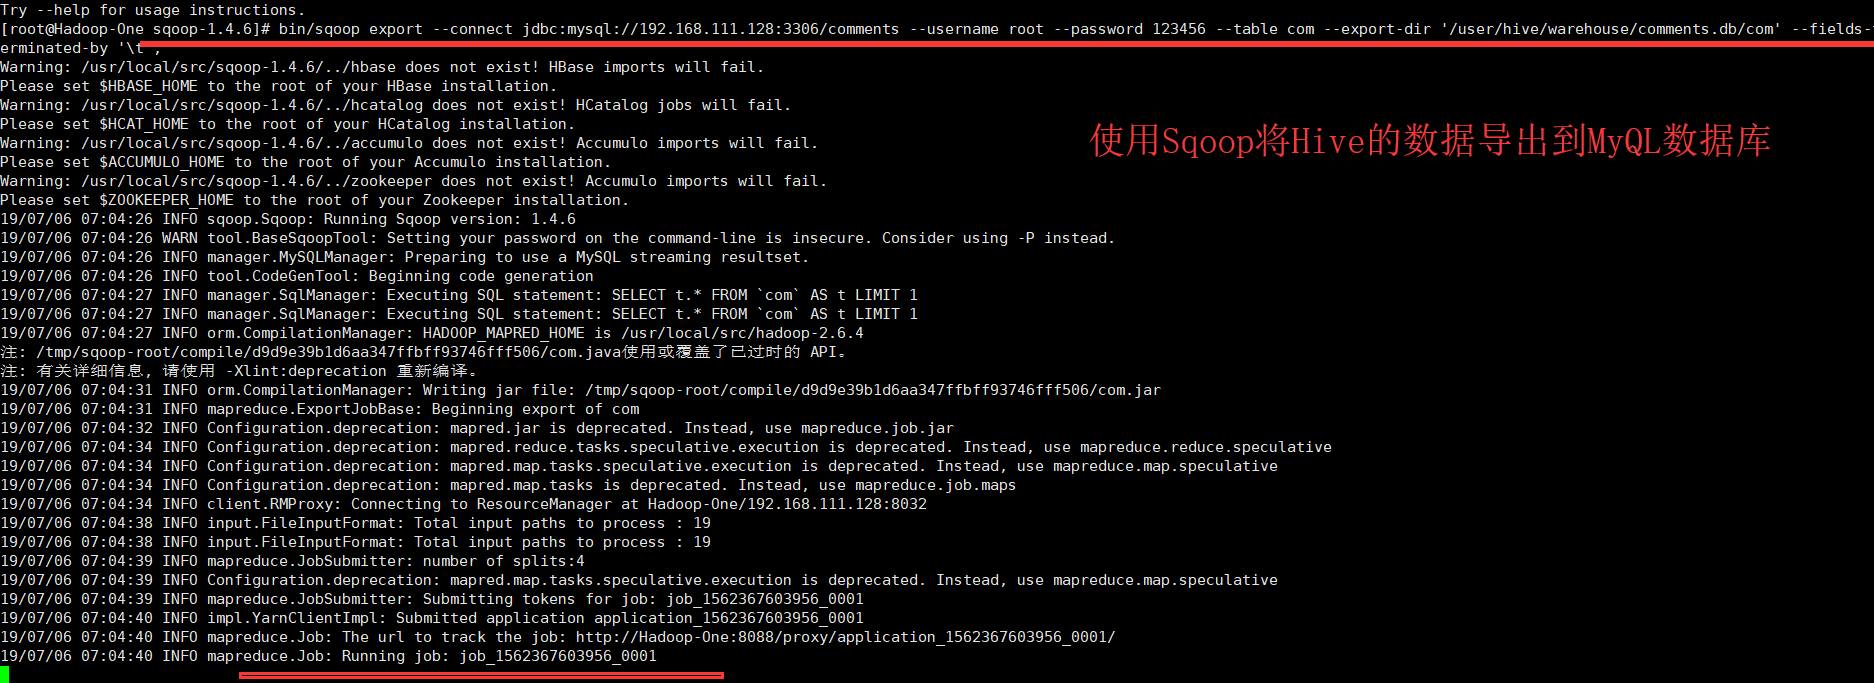 Try --help for usage instructions.
[root@Hadoop-One sqoop-1.4.6]# bin/sqoop export --connect jdbc:mysql://192.168.111.128:3306/comments --username root --password 123456 --table com --export-dir '/user/hive/warehouse/comments.db/com' --fields-
erminated-by '\t'
Warning: /usr/local/src/sqoop-1.4.6/../hbase does not exist! HBase imports will fail.
Please set $HBASE_HOME to the root of your HBase installation.
Warning: /usr/local/src/sqoop-1.4.6/../hcatalog does not exist! HCatalog jobs will fail.
Please set $HCAT_HOME to the root of your HCatalog installation.
使用Sqoop将Hive的数据导出到MyQL数据库
Warning: /usr/local/src/sqoop-1.4.6/../accumulo does not exist! Accumulo imports will fail.
Please set $ACCUMULO_HOME to the root of your Accumulo installation.
Warning: /usr/local/src/sqoop-1.4.6/../zookeeper does not exist! Accumulo imports will fail.
Please set $ZOOKEEPER_HOME to the root of your Zookeeper installation.
19/07/06 07:04:26 INFO sqoop.Sqoop: Running Sqoop version: 1.4.6
19/07/06 07:04:26 WARN tool.BaseSqoopTool: Setting your password on the command-line is insecure. Consider using -P instead.
19/07/06 07:04:26 INFO manager.MySQLManager: Preparing to use a MySQL streaming resultset.
19/07/06 07:04:26 INFO tool.CodeGenTool: Beginning code generation
19/07/06 07:04:27 INFO manager.SqlManager: Executing SQL statement: SELECT t.* FROM `com` AS t LIMIT 1
19/07/06 07:04:27 INFO manager.SqlManager: Executing SQL statement: SELECT t.* FROM `com` AS t LIMIT 1
19/07/06 07:04:27 INFO orm.CompilationManager: HADOOP_MAPRED_HOME is /usr/local/src/hadoop-2.6.4
注: /tmp/sqoop-root/compile/d9d9e39b1d6aa347ffbff93746fff506/com.java使用或覆盖了已过时的 API。
注: 有关详细信息, 请使用 -Xlint:deprecation 重新编译。
19/07/06 07:04:31 INFO orm.CompilationManager: Writing jar file: /tmp/sqoop-root/compile/d9d9e39b1d6aa347ffbff93746fff506/com.jar
19/07/06 07:04:31 INFO mapreduce.ExportJobBase: Beginning export of com
19/07/06 07:04:32 INFO Configuration.deprecation: mapred.jar is deprecated. Instead, use mapreduce.job.jar
19/07/06 07:04:34 INFO Configuration.deprecation: mapred.reduce.tasks.speculative.execution is deprecated. Instead, use mapreduce.reduce.speculative
19/07/06 07:04:34 INFO Configuration.deprecation: mapred.map.tasks.speculative.execution is deprecated. Instead, use mapreduce.map.speculative
19/07/06 07:04:34 INFO Configuration.deprecation: mapred.map.tasks is deprecated. Instead, use mapreduce.job.maps
19/07/06 07:04:34 INFO client.RMProxy: Connecting to ResourceManager at Hadoop-One/192.168.111.128:8032
19/07/06 07:04:38 INFO input.FileInputFormat: Total input paths to process : 19
19/07/06 07:04:38 INFO input.FileInputFormat: Total input paths to process : 19
19/07/06 07:04:39 INFO mapreduce.JobSubmitter: number of splits:4
19/07/06 07:04:39 INFO Configuration.deprecation: mapred.map.tasks.speculative.execution is deprecated. Instead, use mapreduce.map.speculative
19/07/06 07:04:39 INFO mapreduce.JobSubmitter: Submitting tokens for job: job_1562367603956_0001
19/07/06 07:04:40 INFO impl.YarnClientImpl: Submitted application application_1562367603956_0001
19/07/06 07:04:40 INFO mapreduce.Job: The url to track the job: http://Hadoop-One:8088/proxy/application_1562367603956_0001/
19/07/06 07:04:40 INFO mapreduce.Job: Running job: job_1562367603956_0001